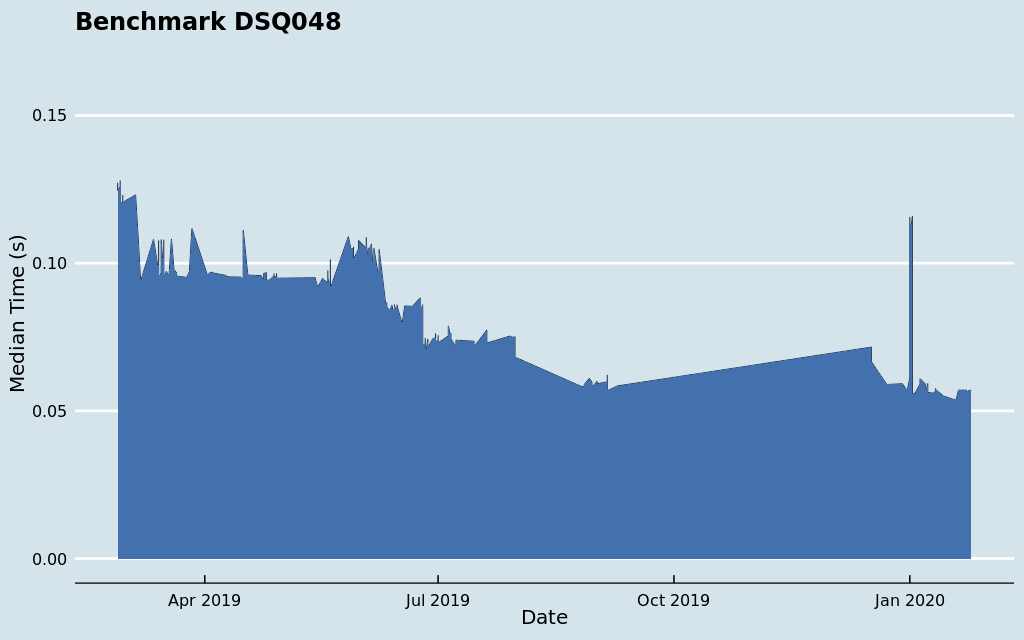 Benchmark DSQ048
0.15
0.10
0.05
0.00
Median Time (s)
Apr 2019
Jul 2019
Oct 2019
Jan 2020
Date